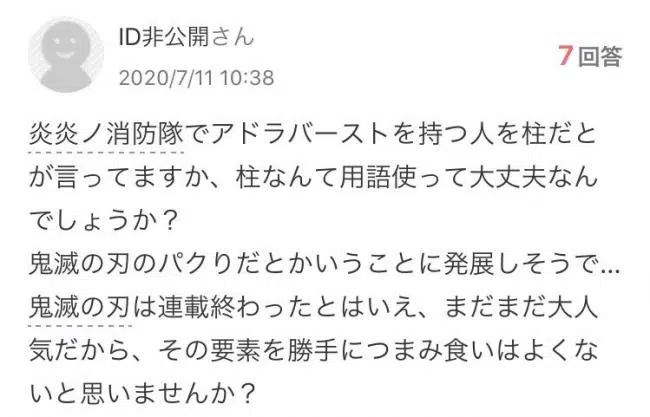 ID非公開さん
2020/7/11 10:38
7回答
炎炎ノ消防隊でアドラバーストを持つ人を柱だと
が言ってますか、柱なんて用語使って大丈夫なん
でしょうか？
鬼滅の刃のパクりだとかいうことに発展しそうで...
鬼滅の刃は連載終わったとはいえ、まだまだ大人
気だから、その要素を勝手につまみ食いはよくな
いと思いませんか？